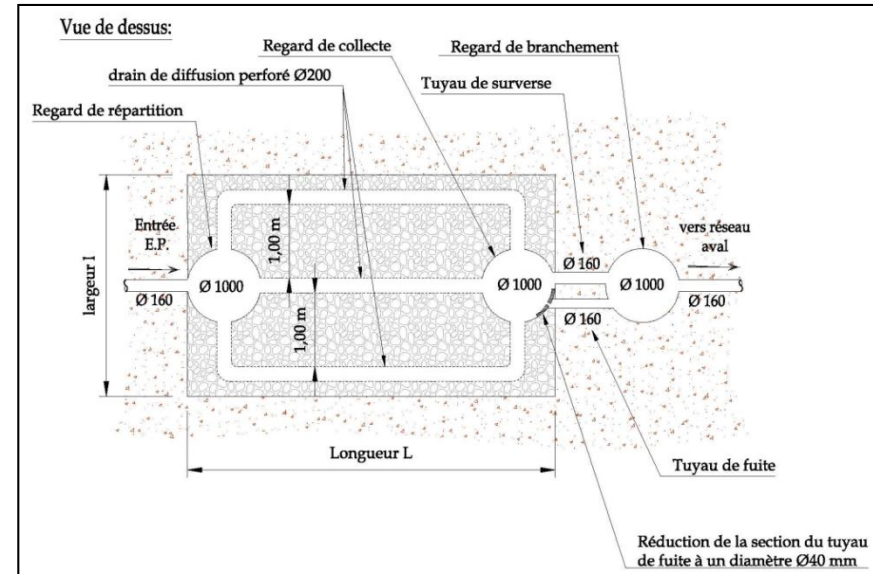 Vue de dessus:
Regard de collecte
Regard de branchement
drain de diffusion perforé Ø200
Tuyau de surverse
Regard de répartition
Entrée
E.P.
vers réseau
aval
largeur l
1,00 m
Ø 160
Ø 160
Ø 1000
Ø 1000
Ø 1000
Ø 160
Ø 160
1,00 m
Longueur L
Tuyau de fuite
Réduction de la section du tuyau
de fuite à un diamètre Ø40 mm